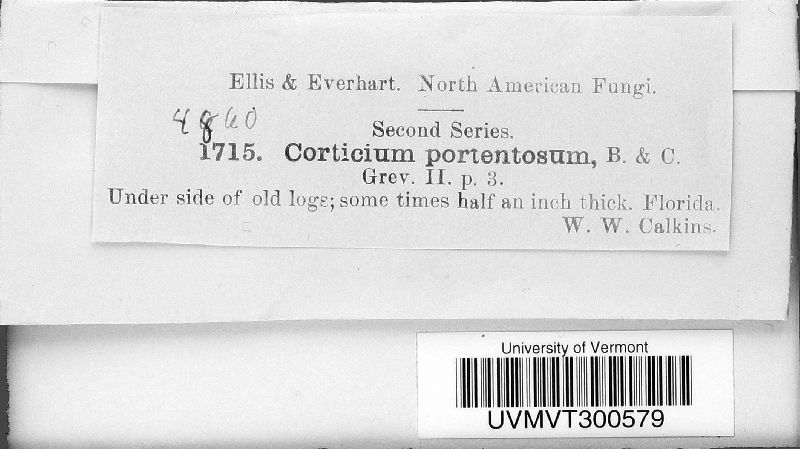 Ellis & Everhart. North American Fungi.
4860
Second Series.
1715. Corticium portentosum, B. & C.
Grev. II. p. 3.
Under side of old logs; some times half an inch thick. Florida.
W. W. Calkins.
University of Vermont
UVMVT300579